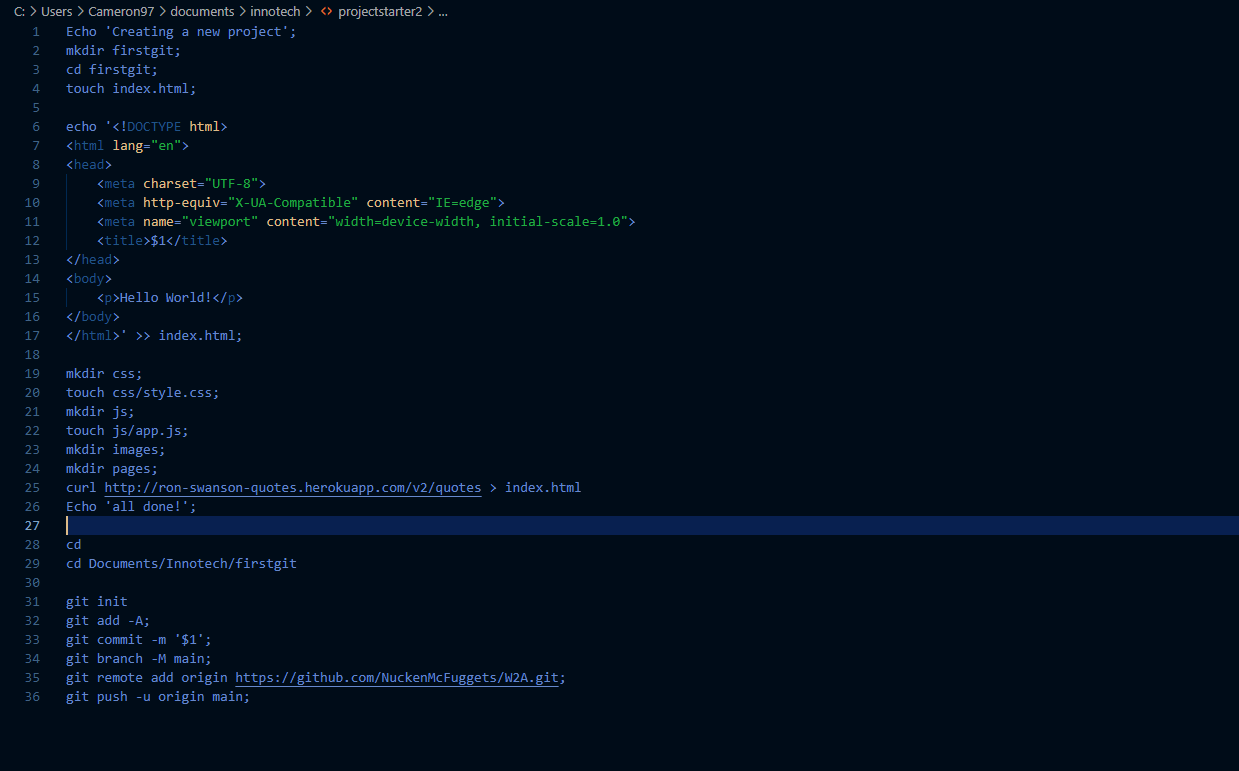 C: > Users > Cameron97 > documents > innotech > <> projectstarter2 > ...
1 Echo 'Creating a new project';
2 mkdir firstgit;
3 cd firstgit;
4 touch index.html;
5
6 echo '<!DOCTYPE html>
7 <html lang="en">
8 <head>
9     <meta charset="UTF-8">
10     <meta http-equiv="X-UA-Compatible" content="IE=edge">
11     <meta name="viewport" content="width=device-width, initial-scale=1.0">
12     <title>$1</title>
13 </head>
14 <body>
15     <p>Hello World!</p>
16 </body>
17 </html>' >> index.html;
18
19 mkdir css;
20 touch css/style.css;
21 mkdir js;
22 touch js/app.js;
23 mkdir images;
24 mkdir pages;
25 curl http://ron-swanson-quotes.herokuapp.com/v2/quotes > index.html
26 Echo 'all done!';
27
28 cd
29 cd Documents/Innotech/firstgit
30
31 git init
32 git add -A;
33 git commit -m '$1';
34 git branch -M main;
35 git remote add origin https://github.com/NuckenMcFuggets/W2A.git;
36 git push -u origin main;